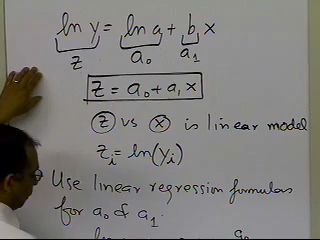 ln y = ln a + b x
z a₀ a₁
z = a₀ + a₁ x
z vs x is linear model
zᵢ = ln(yᵢ)
Use linear regression formulas
for a₀ & a₁.
a₀